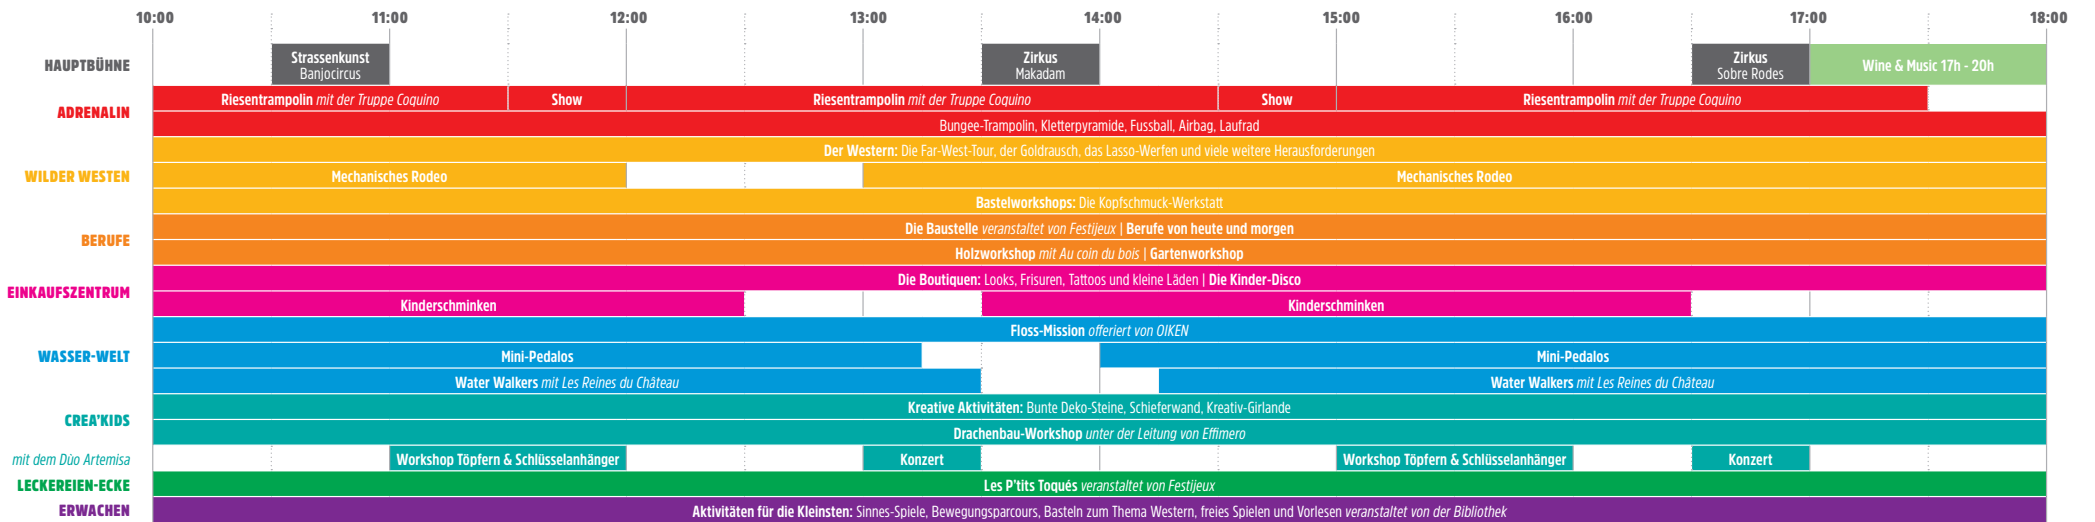 10:00 11:00 12:00 13:00 14:00 15:00 16:00 17:00 18:00
HAUPTBÜHNE
Strassenkunst
Banjocircus
Zirkus
Makadam
Zirkus
Sobre Rodes
Wine & Music 17h - 20h
ADRENALIN
Riesentrampolin mit der Truppe Coquino Show Riesentrampolin mit der Truppe Coquino Show Riesentrampolin mit der Truppe Coquino
Bungee-Trampolin, Kletterpyramide, Fussball, Airbag, Laufrad
WILDER WESTEN
Der Western: Die Far-West-Tour, der Goldrausch, das Lasso-Werfen und viele weitere Herausforderungen
Mechanisches Rodeo Mechanisches Rodeo
Bastelworkshops: Die Kopfschmuck-Werkstatt
BERUFE
Die Baustelle veranstaltet von Festijeux | Berufe von heute und morgen
Holzworkshop mit Au coin du bois | Gartenworkshop
EINKAUFSZENTRUM
Die Boutiquen: Looks, Frisuren, Tattoos und kleine Läden | Die Kinder-Disco
Kinderschminken Kinderschminken
WASSER-WELT
Floss-Mission offeriert von OIKEN
Mini-Pedalos Mini-Pedalos
Water Walkers mit Les Reines du Château Water Walkers mit Les Reines du Château
CREA'KIDS
Kreative Aktivitäten: Bunte Deko-Steine, Schieferwand, Kreativ-Girlande
Drachenbau-Workshop unter der Leitung von Effimero
mit dem Dùo Artemisa Workshop Töpfern & Schlüsselanhänger Konzert Workshop Töpfern & Schlüsselanhänger Konzert
LECKEREIEN-ECKE Les P'tits Toqués veranstaltet von Festijeux
ERWACHEN Aktivitäten für die Kleinsten: Sinnes-Spiele, Bewegungsparcours, Basteln zum Thema Western, freies Spielen und Vorlesen veranstaltet von der Bibliothek